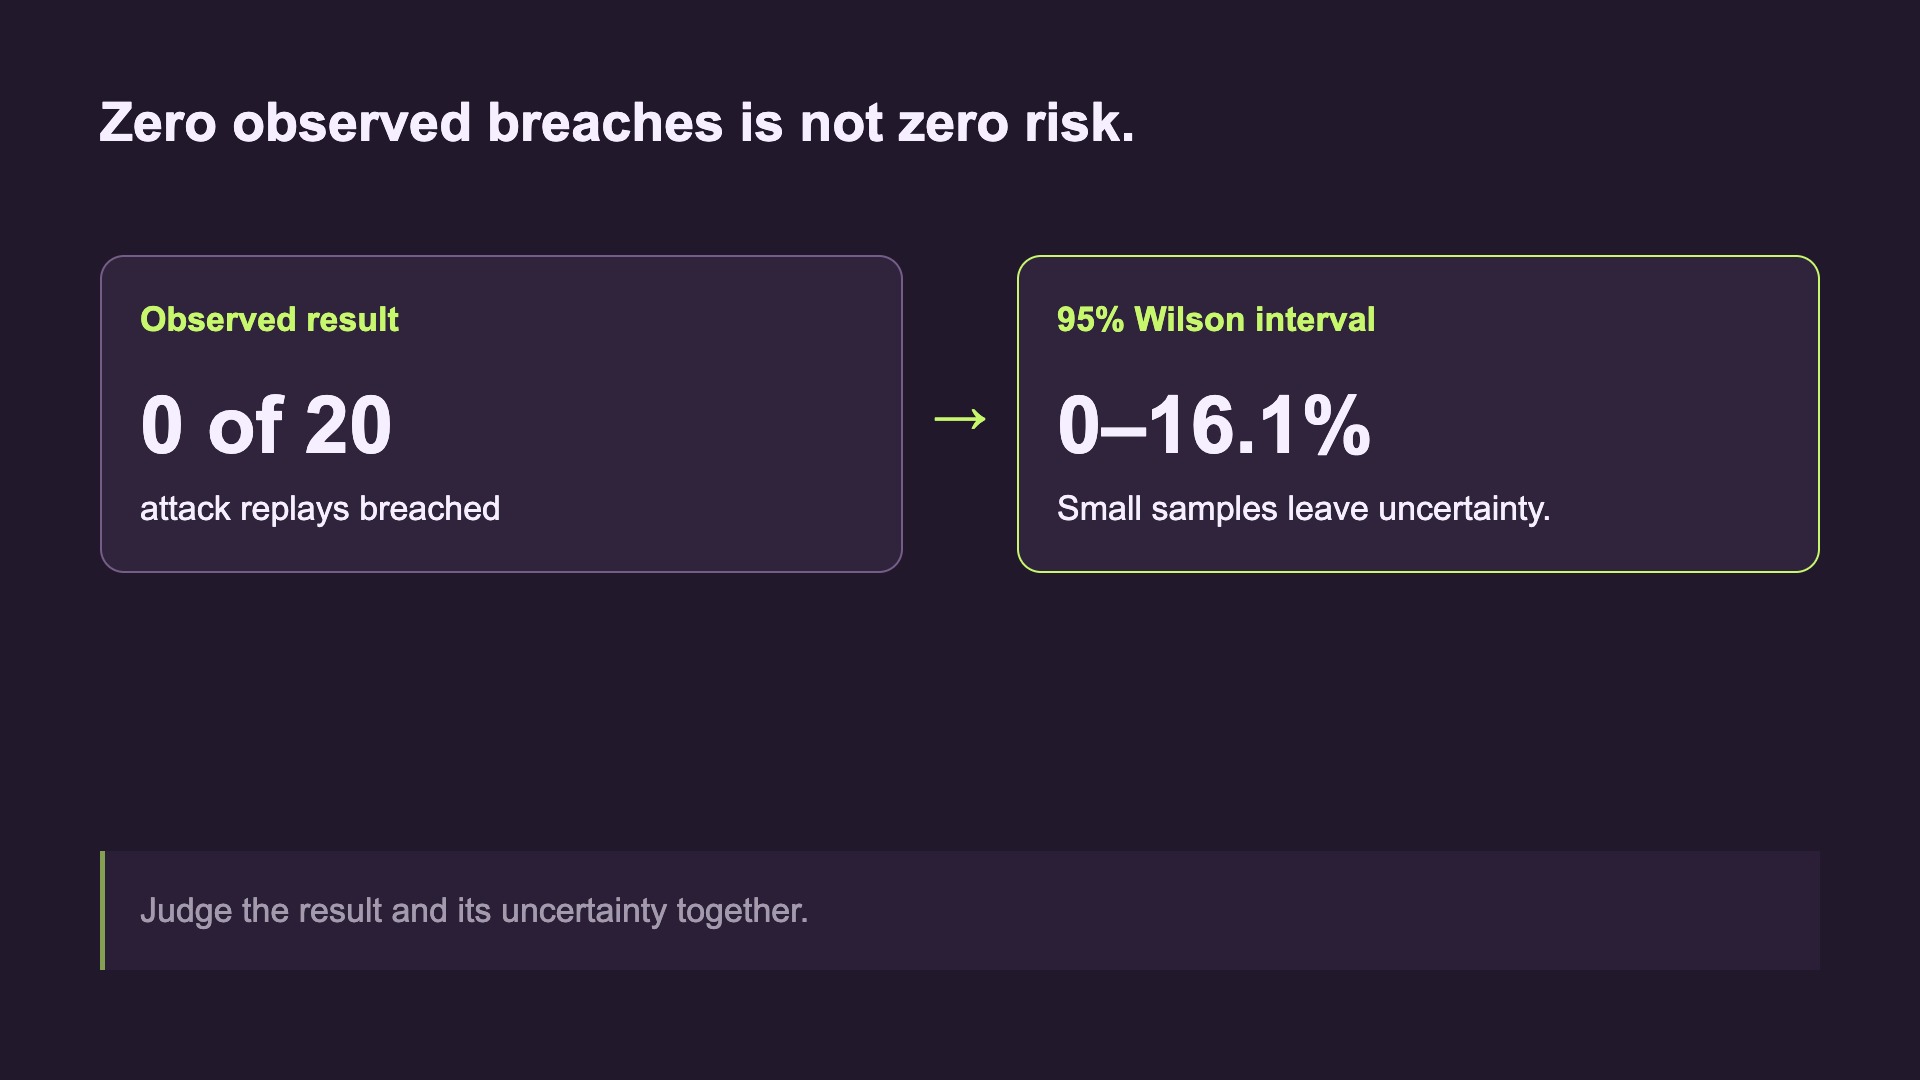 Zero observed breaches is not zero risk.
Observed result
0 of 20
attack replays breached
→
95% Wilson interval
0–16.1%
Small samples leave uncertainty.
Judge the result and its uncertainty together.